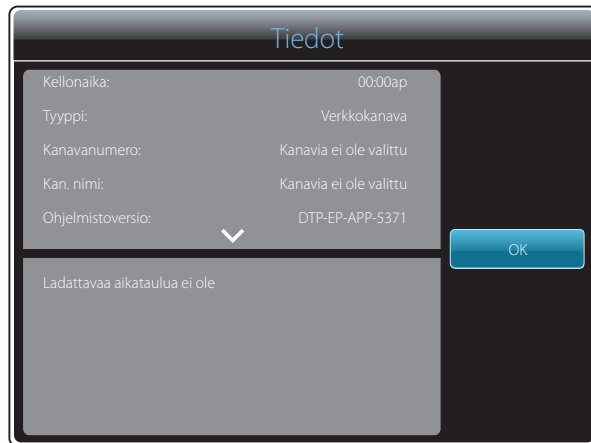 Tiedot
Kellonaika: 00:00ap
Tyyppi: Verkkokanava
Kanavanumero: Kanavia ei ole valittu
Kan. nimi: Kanavia ei ole valittu
Ohjelmistoversio: DTP-EP-APP-5371
OK
Ladattavaa aikataulua ei ole